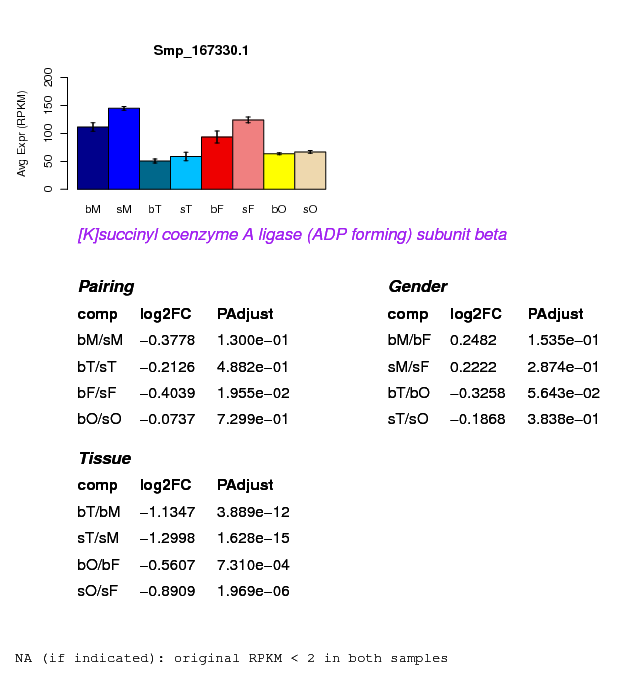 Smp_167330.1
Avg Expr (RPKM)
200
150
100
50
0
bM sM bT sT bF sF bO sO
[K]succinyl coenzyme A ligase (ADP forming) subunit beta
Pairing
comp log2FC PAdjust
bM/sM −0.3778 1.300e−01
bT/sT −0.2126 4.882e−01
bF/sF −0.4039 1.955e−02
bO/sO −0.0737 7.299e−01
Gender
comp log2FC PAdjust
bM/bF 0.2482 1.535e−01
sM/sF 0.2222 2.874e−01
bT/bO −0.3258 5.643e−02
sT/sO −0.1868 3.838e−01
Tissue
comp log2FC PAdjust
bT/bM −1.1347 3.889e−12
sT/sM −1.2998 1.628e−15
bO/bF −0.5607 7.310e−04
sO/sF −0.8909 1.969e−06
NA (if indicated): original RPKM < 2 in both samples